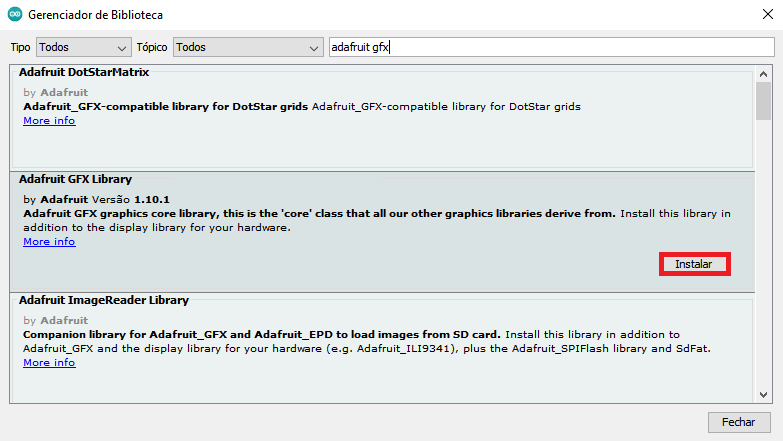 Gerenciador de Biblioteca
Tipo Todos Tópico Todos adafruit gfx
Adafruit DotStarMatrix
by Adafruit
Adafruit_GFX-compatible library for DotStar grids Adafruit_GFX-compatible library for DotStar grids
More info
Adafruit GFX Library
by Adafruit Versão 1.10.1
Adafruit GFX graphics core library, this is the 'core' class that all our other graphics libraries derive from. Install this library in
addition to the display library for your hardware.
More info
Instalar
Adafruit ImageReader Library
by Adafruit
Companion library for Adafruit_GFX and Adafruit_EPD to load images from SD card. Install this library in addition to
Adafruit_GFX and the display library for your hardware (e.g. Adafruit_ILI9341), plus the Adafruit_SPIFlash library and SdFat.
More info
Fechar